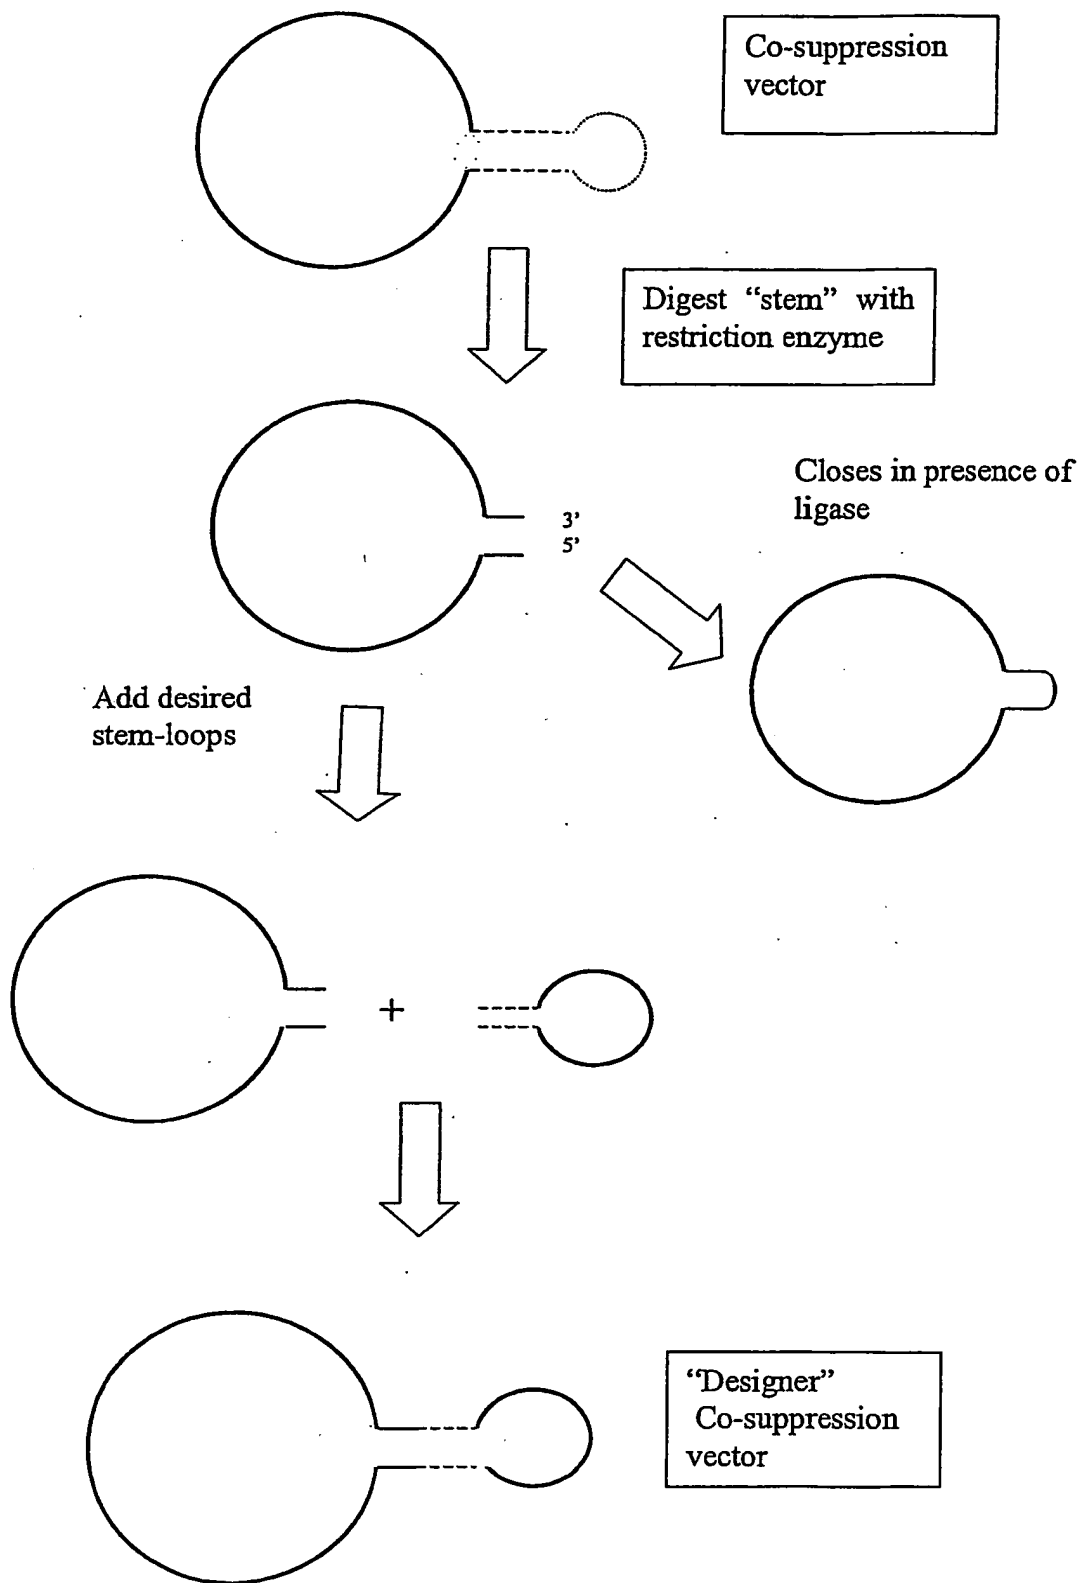 Co-suppression
vector
Digest “stem” with
restriction enzyme
Closes in presence of
ligase
3’
5’
Add desired
stem-loops
+
“Designer”
Co-suppression
vector